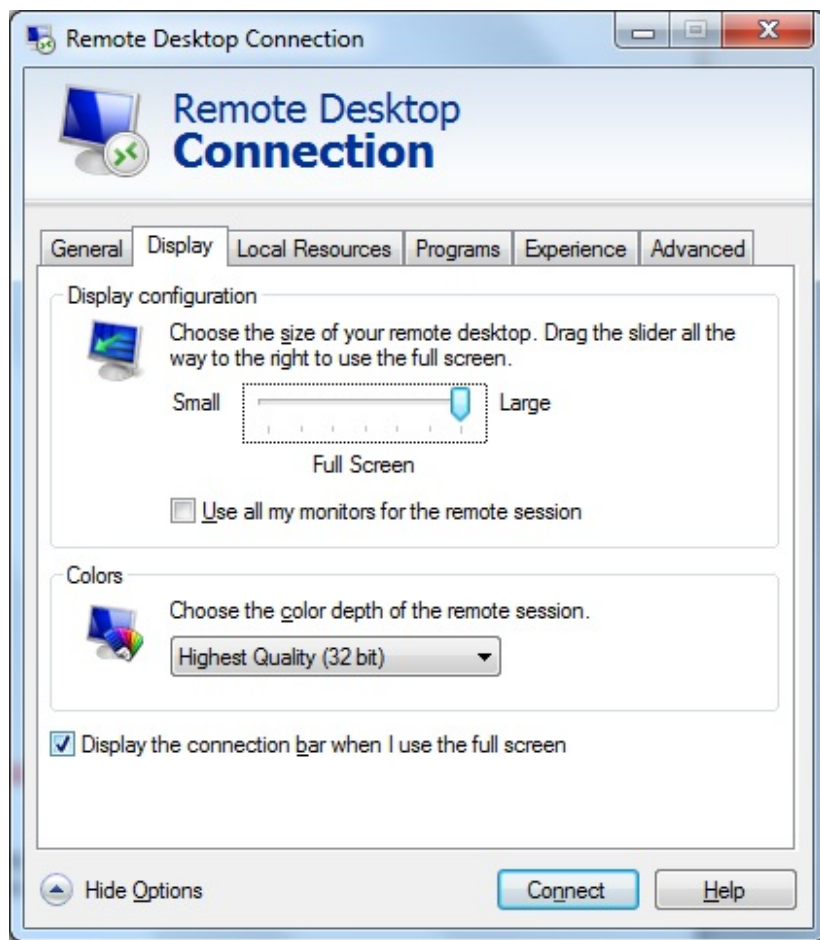 Remote Desktop Connection
X
Remote Desktop
Connection
General Display Local Resources Programs Experience Advanced
Display configuration
Choose the size of your remote desktop. Drag the slider all the
way to the right to use the full screen.
Small Large
Full Screen
Use all my monitors for the remote session
Colors
Choose the color depth of the remote session.
Highest Quality (32 bit)
Display the connection bar when I use the full screen
Hide Options Connect Help